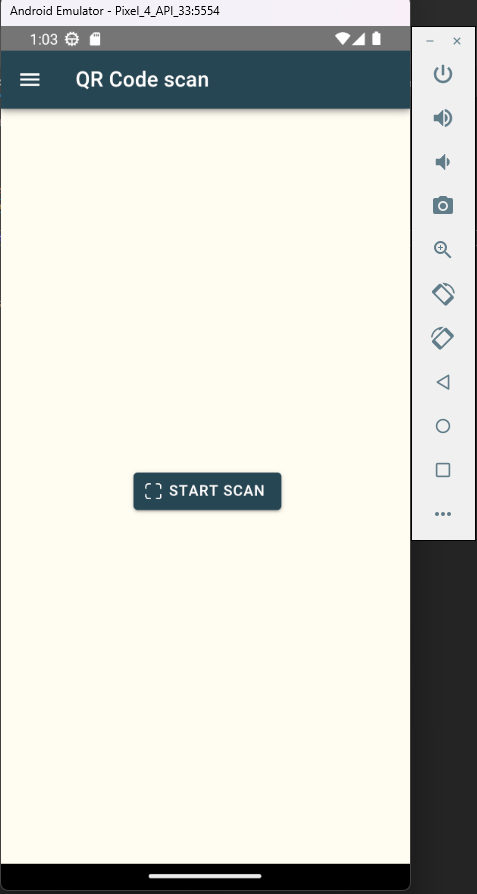 Android Emulator - Pixel_4_API_33:5554
1:03
QR Code scan
START SCAN